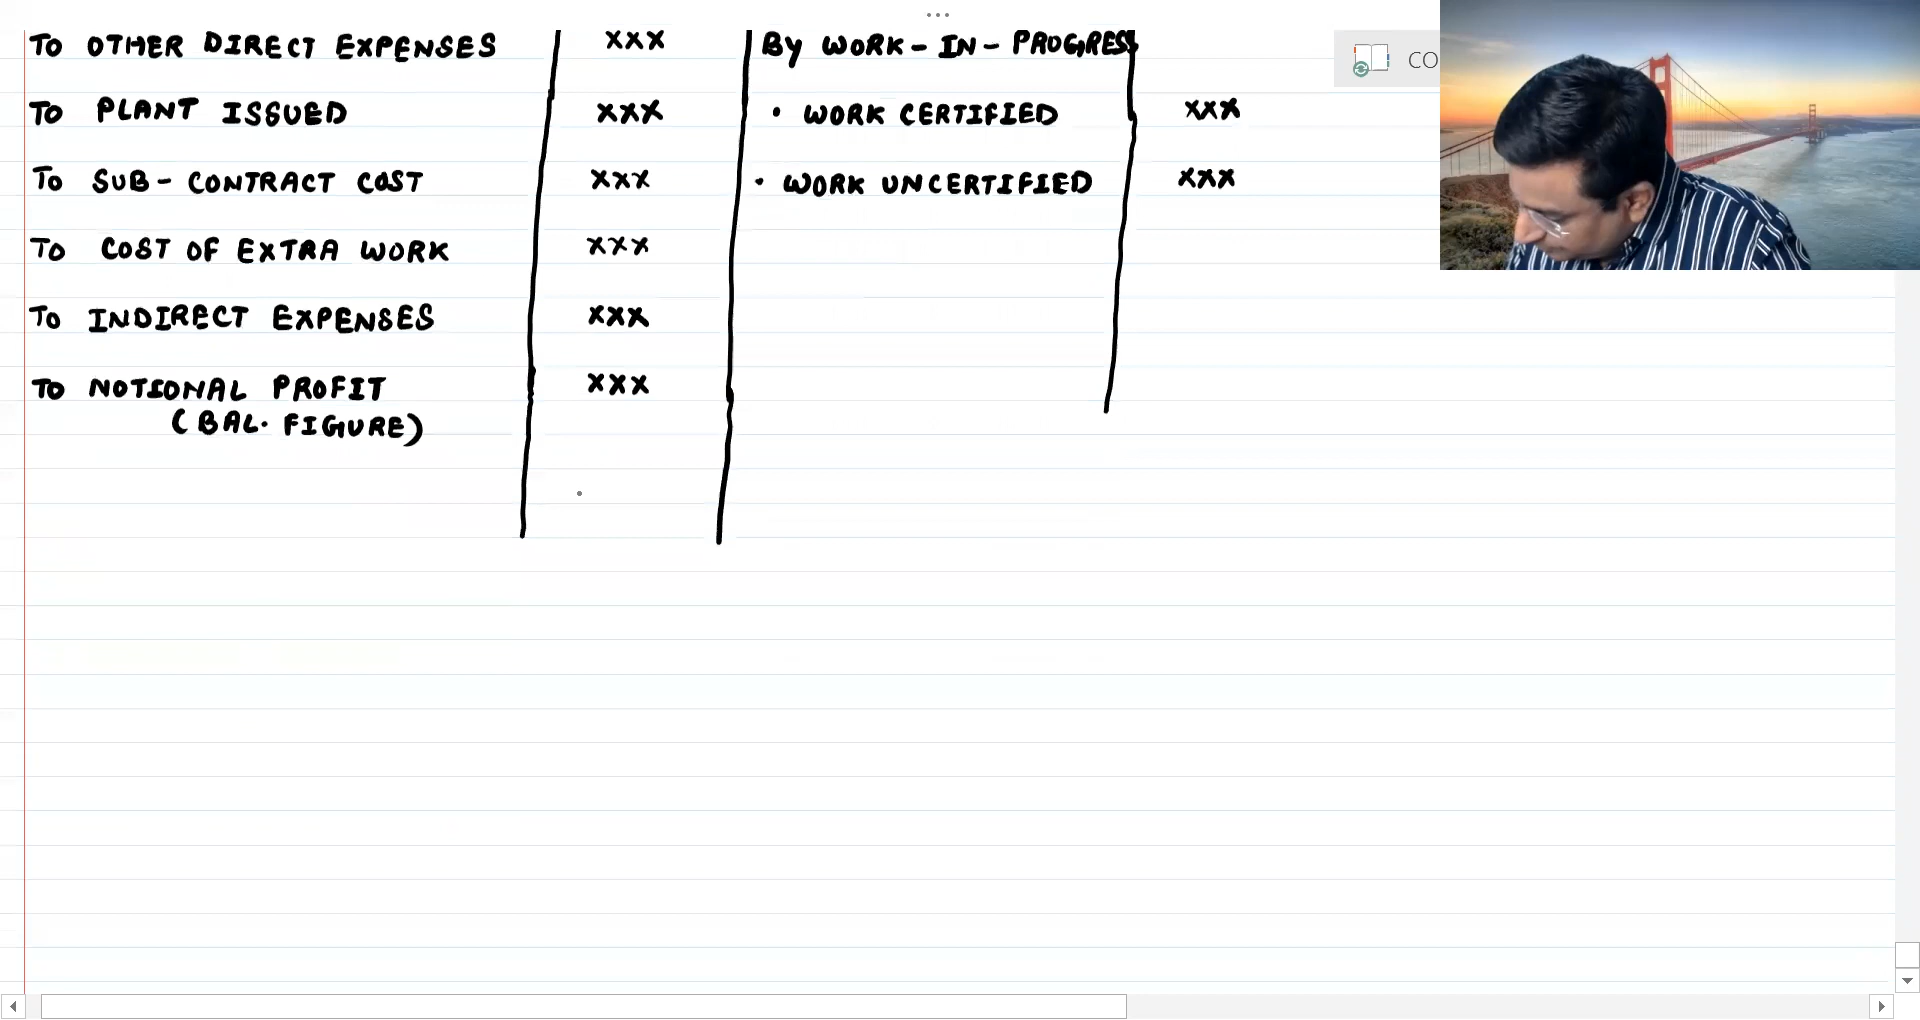 TO OTHER DIRECT EXPENSES XXX BY WORK-IN-PROGRESS
TO PLANT ISSUED XXX • WORK CERTIFIED XXX
TO SUB-CONTRACT COST XXX • WORK UNCERTIFIED XXX
TO COST OF EXTRA WORK XXX
TO INDIRECT EXPENSES XXX
TO NOTIONAL PROFIT XXX
(BAL. FIGURE)
CO